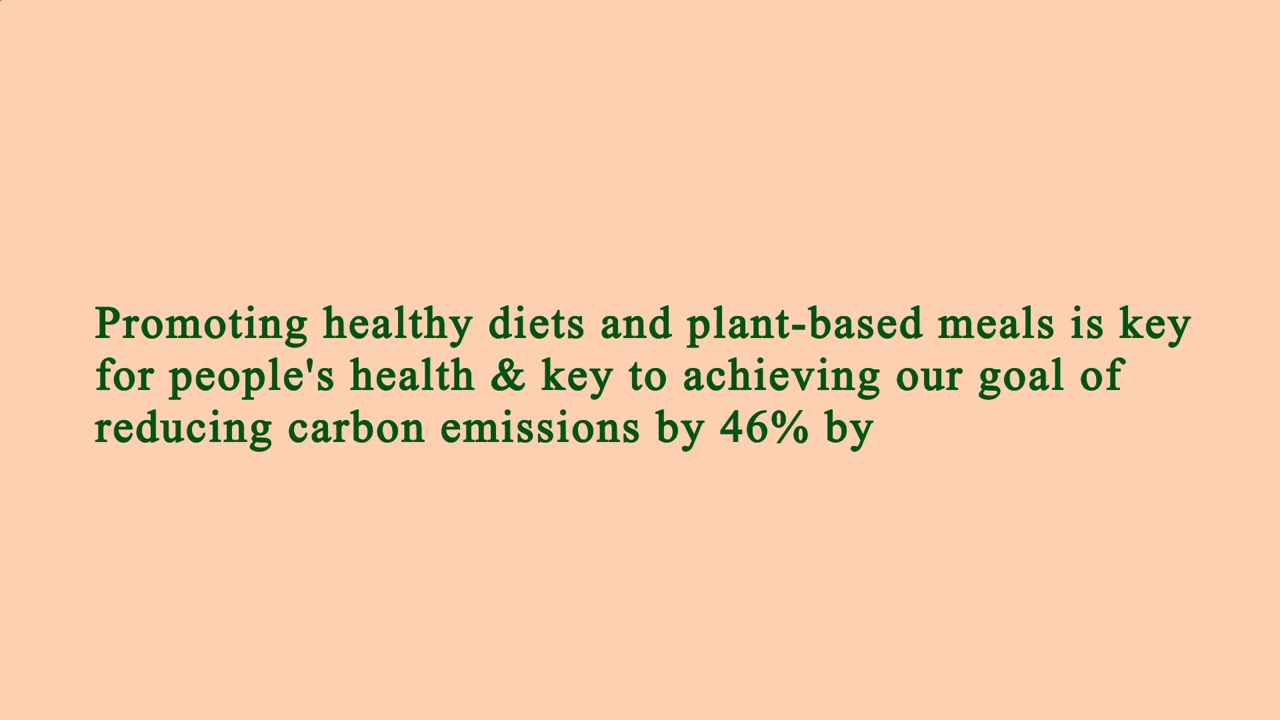 Promoting healthy diets and plant-based meals is key
for people's health & key to achieving our goal of
reducing carbon emissions by 46% by